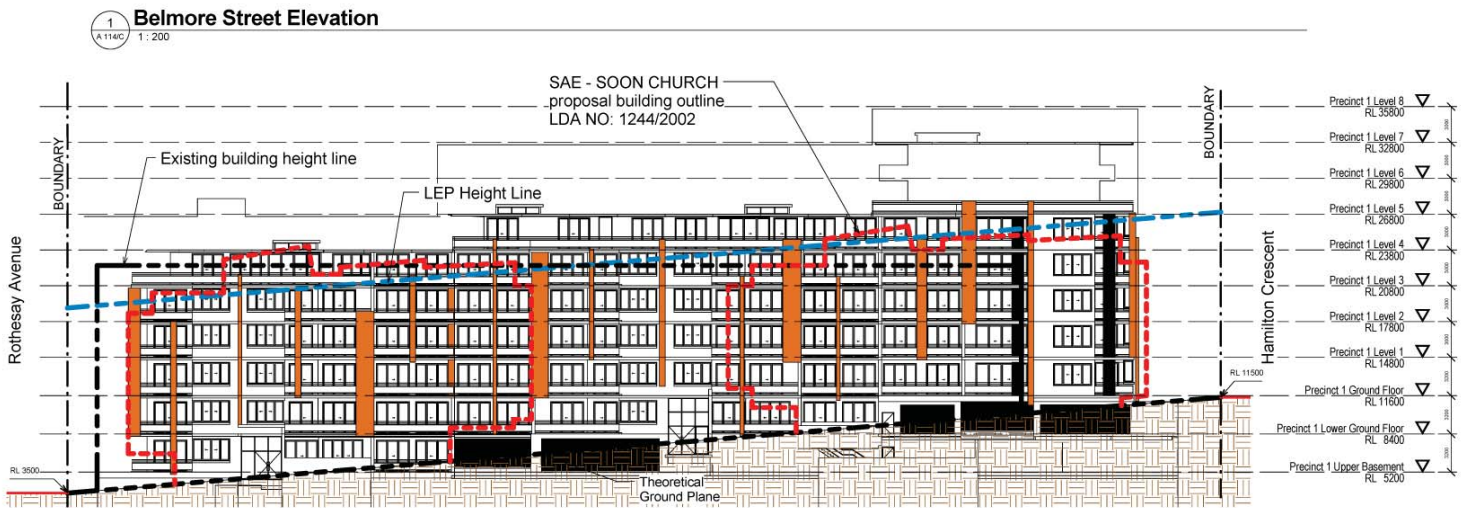 1
A 114/C
Belmore Street Elevation
1 : 200
SAE - SOON CHURCH
proposal building outline
LDA NO: 1244/2002
BOUNDARY
BOUNDARY
Existing building height line
LEP Height Line
Rothesay Avenue
Hamilton Crescent
Precinct 1 Level 8
RL 35800
Precinct 1 Level 7
RL 32800
Precinct 1 Level 6
RL 29800
Precinct 1 Level 5
RL 26800
Precinct 1 Level 4
RL 23800
Precinct 1 Level 3
RL 20800
Precinct 1 Level 2
RL 17800
Precinct 1 Level 1
RL 14800
RL 11500
Precinct 1 Ground Floor
RL 11600
Precinct 1 Lower Ground Floor
RL 8400
Precinct 1 Upper Basement
RL 5200
RL 3500
Theoretical
Ground Plane